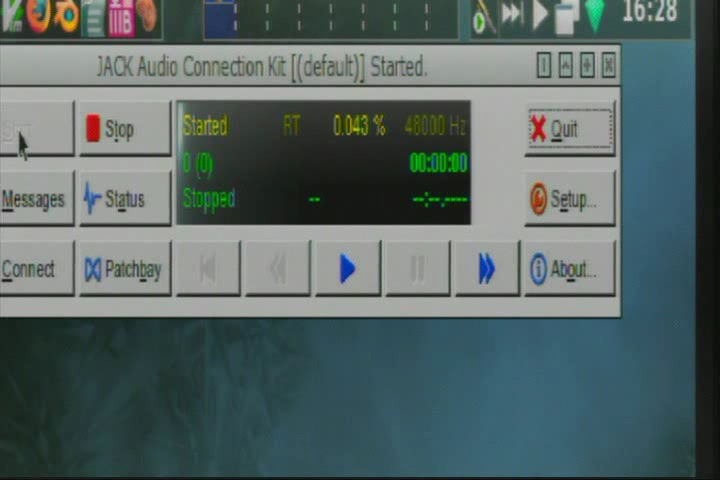 16:28
JACK Audio Connection Kit [(default)] Started.
Stop
Started RT 0.043 % 48000 Hz
Quit
0 (0) 00:00:00
Messages
Status
Stopped -- --:--.----
Setup...
Connect
Patchbay
About...